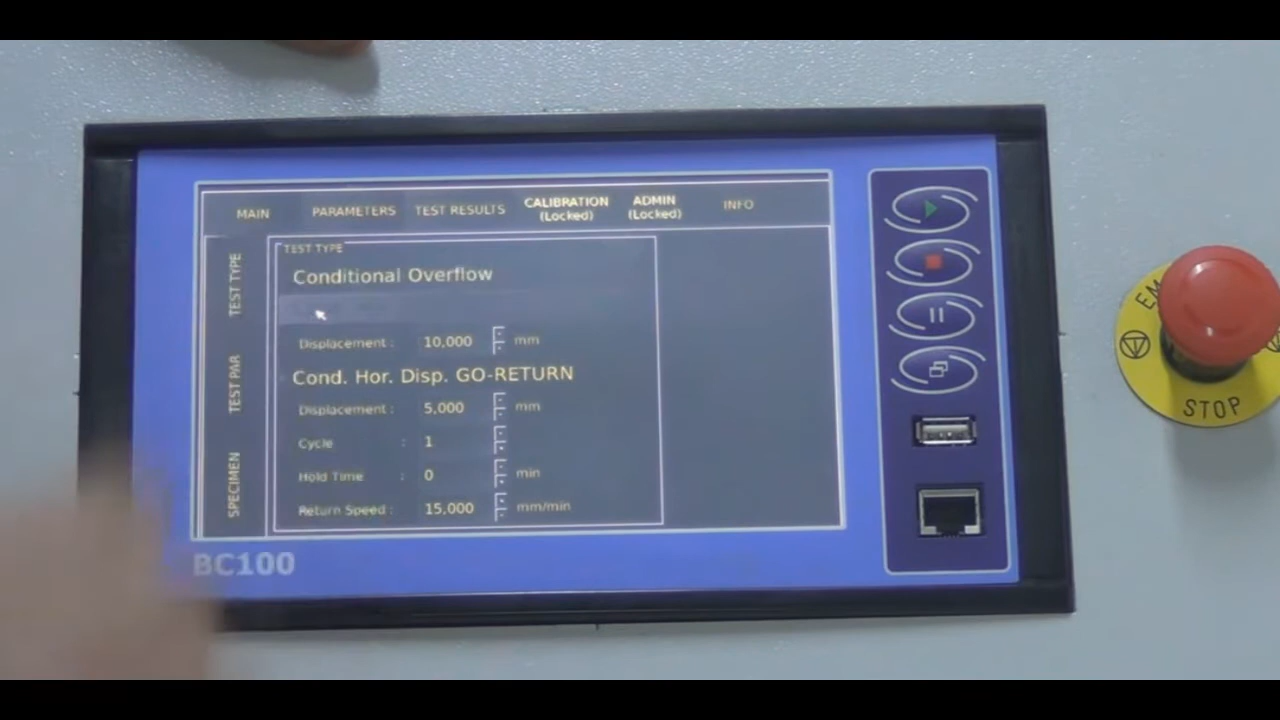 MAIN PARAMETERS TEST RESULTS CALIBRATION (Locked) ADMIN (Locked) INFO
TEST TYPE
TEST PAR
SPECIMEN
TEST TYPE
Conditional Overflow
Displacement : 10,000 mm
Cond. Hor. Disp. GO-RETURN
Displacement : 5,000 mm
Cycle : 1
Hold Time : 0 min
Return Speed : 15,000 mm/min
BC100
EM
STOP